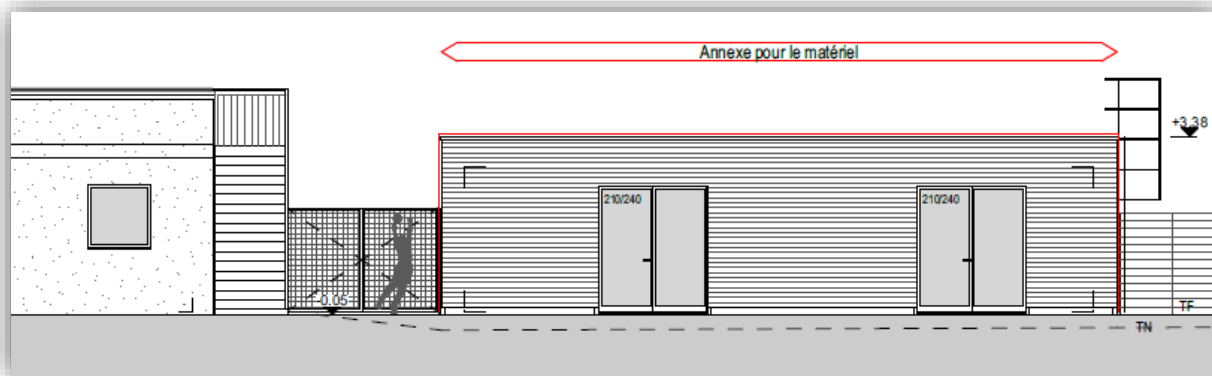 Annexe pour le matériel
+3.38
210/240
210/240
-0.05
TF
TN